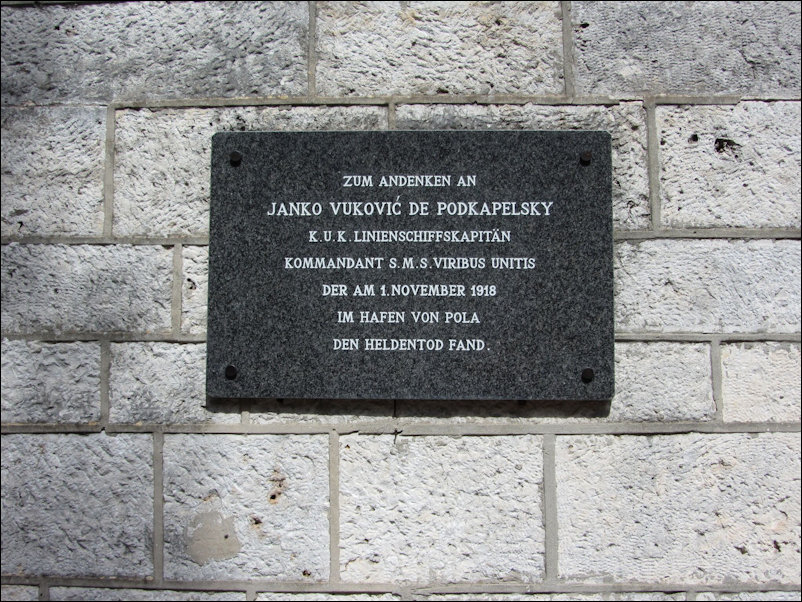 ZUM ANDENKEN AN
JANKO VUKOVIĆ DE PODKAPELSKY
K.U.K.LINIENSCHIFFSKAPITÄN
KOMMANDANT S.M.S.VIRIBUS UNITIS
DER AM 1.NOVEMBER 1918
IM HAFEN VON POLA
DEN HELDENTOD FAND.